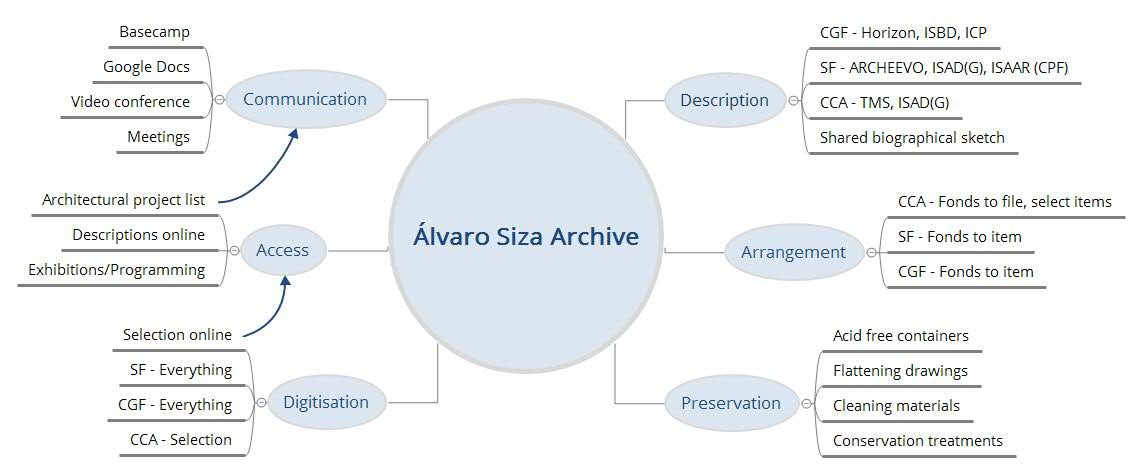 Álvaro Siza Archive
Communication
Basecamp
Google Docs
Video conference
Meetings
Access
Architectural project list
Descriptions online
Exhibitions/Programming
Digitisation
Selection online
SF - Everything
CGF - Everything
CCA - Selection
Description
CGF - Horizon, ISBD, ICP
SF - ARCHEEVO, ISAD(G), ISAAR (CPF)
CCA - TMS, ISAD(G)
Shared biographical sketch
Arrangement
CCA - Fonds to file, select items
SF - Fonds to item
CGF - Fonds to item
Preservation
Acid free containers
Flattening drawings
Cleaning materials
Conservation treatments